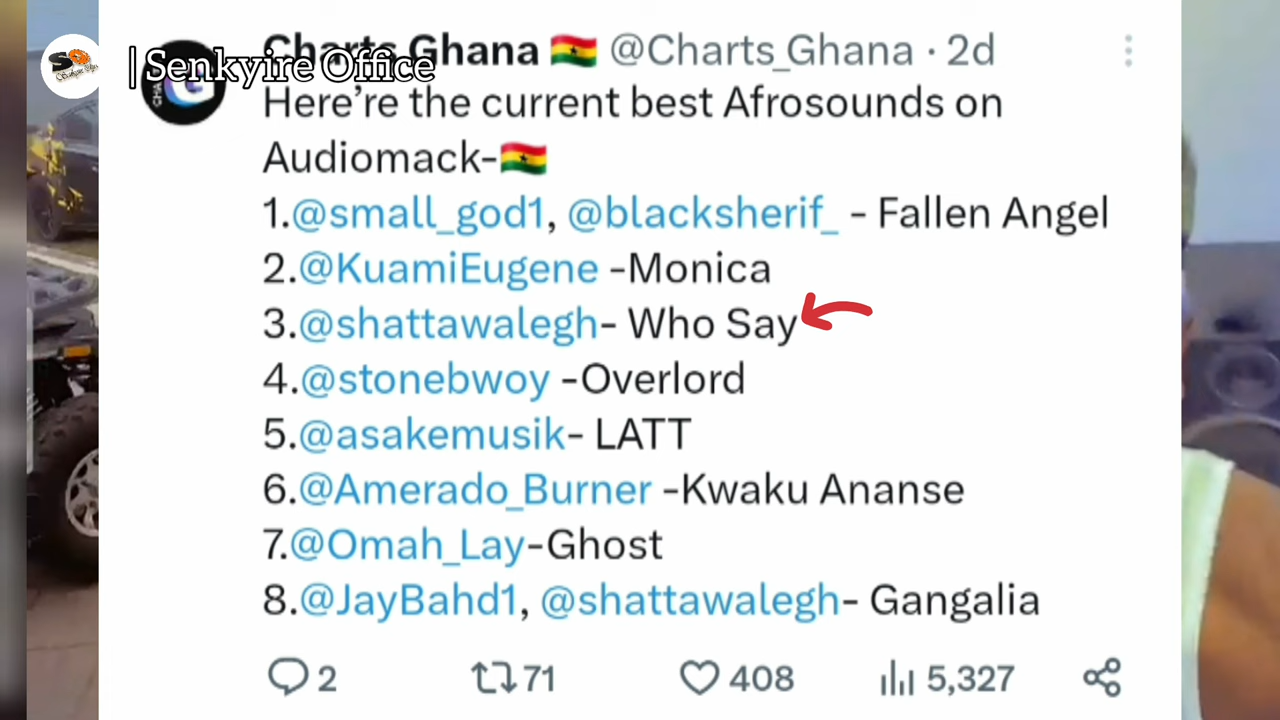 | Senkyire Office
Charts Ghana 🇬🇭 @Charts_Ghana · 2d
Here’re the current best Afrosounds on
Audiomack-🇬🇭
1.@small_god1, @blacksherif_ - Fallen Angel
2.@KuamiEugene -Monica
3.@shattawalegh- Who Say
4.@stonebwoy -Overlord
5.@asakemusik- LATT
6.@Amerado_Burner -Kwaku Ananse
7.@Omah_Lay-Ghost
8.@JayBahd1, @shattawalegh- Gangalia
2 71 408 5,327